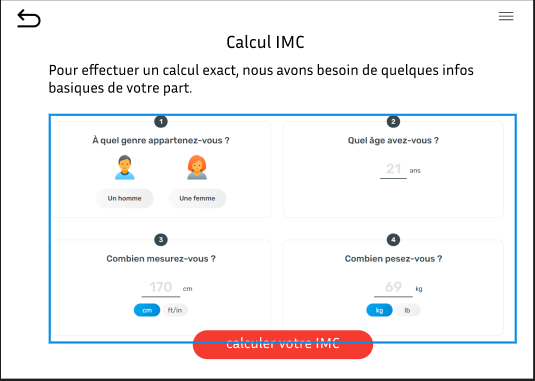 Calcul IMC
Pour effectuer un calcul exact, nous avons besoin de quelques infos
basiques de votre part.
1
À quel genre appartenez-vous ?
Un homme
Une femme
2
Quel âge avez-vous ?
21 ans
3
Combien mesurez-vous ?
170 cm
cm ft/in
4
Combien pesez-vous ?
69 kg
kg lb
calculer votre IMC